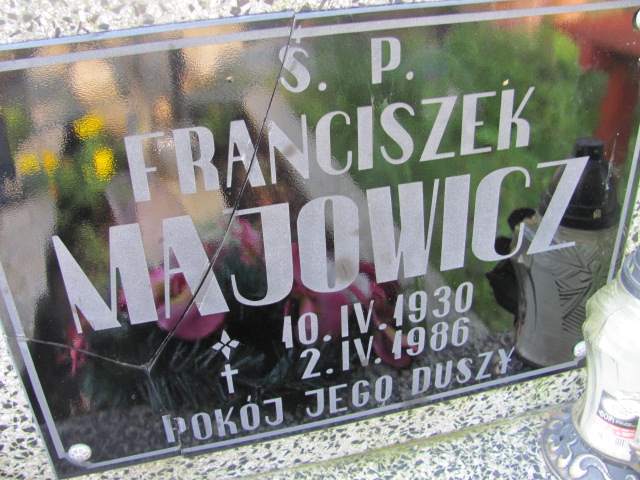 Ś. P.
FRANCISZEK
MAJOWICZ
10. IV. 1930
2. IV. 1986
POKÓJ JEGO DUSZY